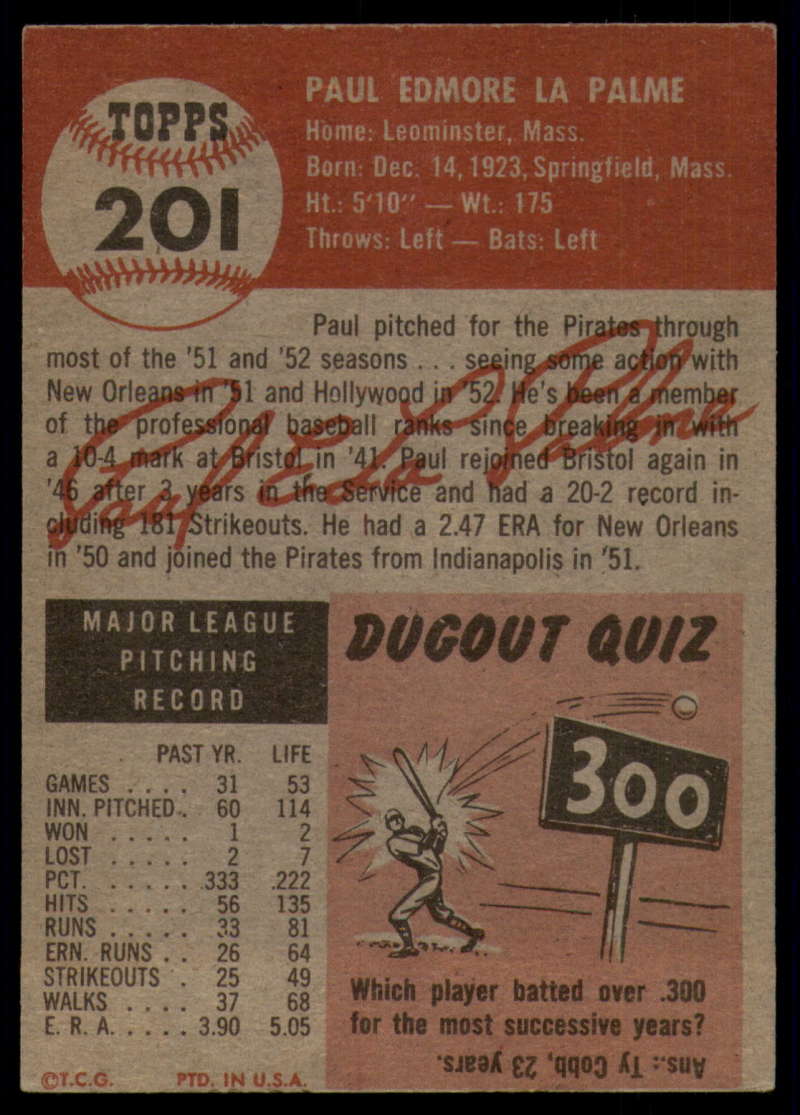 TOPPS
201
PAUL EDMORE LA PALME
Home: Leominster, Mass.
Born: Dec. 14, 1923, Springfield, Mass.
Ht.: 5'10" — Wt.: 175
Throws: Left — Bats: Left
Paul pitched for the Pirates through
most of the '51 and '52 seasons . . . seeing some action with
New Orleans in '51 and Hollywood in '52. He's been a member
of the professional baseball ranks since breaking in with
a 10-4 mark at Bristol in '41. Paul rejoined Bristol again in
'46 after 3 years in the Service and had a 20-2 record in-
cluding 181 Strikeouts. He had a 2.47 ERA for New Orleans
in '50 and joined the Pirates from Indianapolis in '51.
Paul E. La Palme
MAJOR LEAGUE
PITCHING
RECORD
PAST YR. LIFE
GAMES . . . . 31 53
INN. PITCHED . . 60 114
WON . . . . . 1 2
LOST . . . . . 2 7
PCT. . . . . . .333 .222
HITS . . . . . 56 135
RUNS . . . . . 33 81
ERN. RUNS . . 26 64
STRIKEOUTS . 25 49
WALKS . . . . 37 68
E. R. A. . . . . . 3.90 5.05
©T.C.G. PTD. IN U.S.A.
DUGOUT QUIZ
300
Which player batted over .300
for the most successive years?
Ans.: Ty Cobb, 23 years.